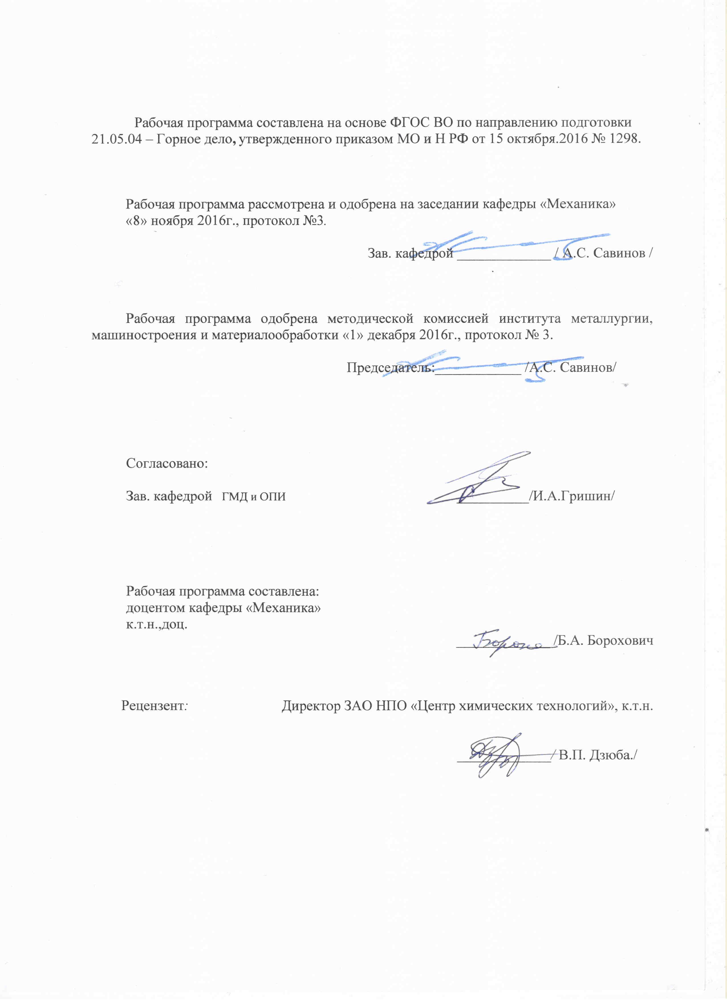 Рабочая программа составлена на основе ФГОС ВО по направлению подготовки
21.05.04 – Горное дело, утвержденного приказом МО и Н РФ от 15 октября.2016 № 1298.
Рабочая программа рассмотрена и одобрена на заседании кафедры «Механика»
«8» ноября 2016г., протокол №3.
Зав. кафедрой _____________ / А.С. Савинов /
Рабочая программа одобрена методической комиссией института металлургии,
машиностроения и материалообработки «1» декабря 2016г., протокол № 3.
Председатель:____________ /А.С. Савинов/
Согласовано:
Зав. кафедрой ГМД и ОПИ __________/И.А.Гришин/
Рабочая программа составлена:
доцентом кафедры «Механика»
к.т.н.,доц.
_____________/Б.А. Борохович
Рецензент: Директор ЗАО НПО «Центр химических технологий», к.т.н.
_____________/ В.П. Дзюба./